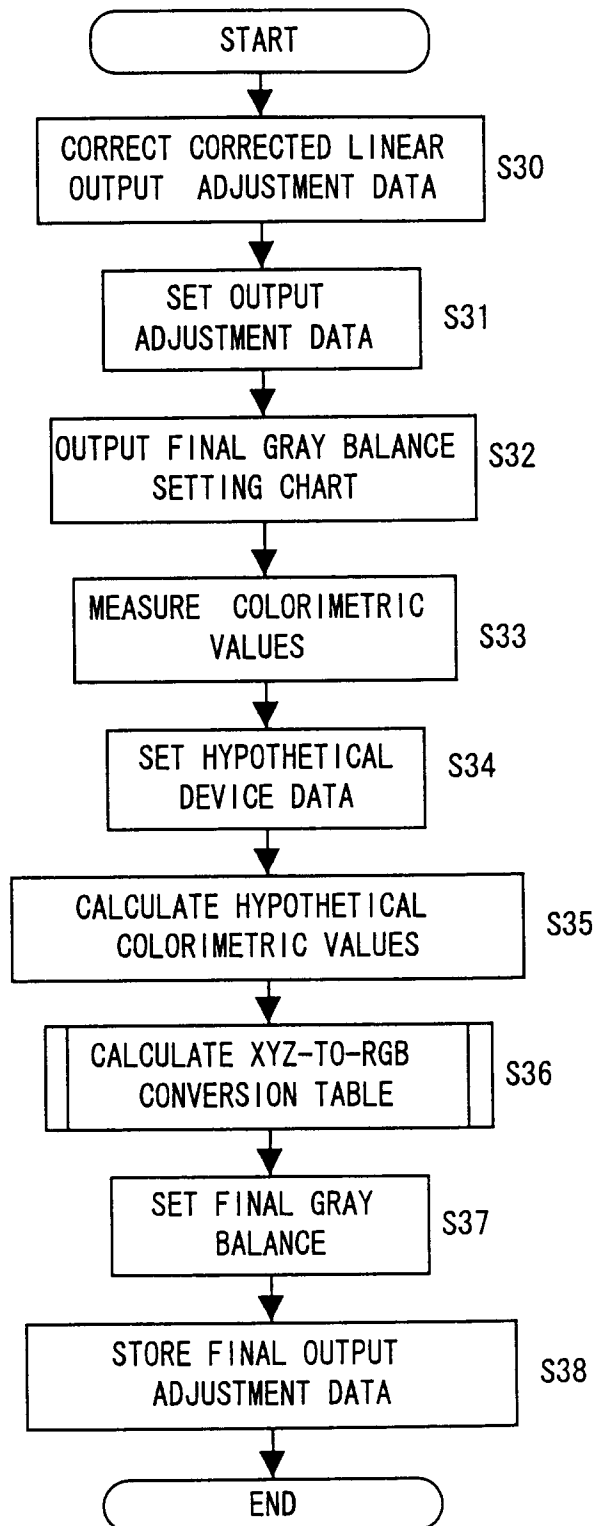 START
CORRECT CORRECTED LINEAR
OUTPUT ADJUSTMENT DATA
S30
SET OUTPUT
ADJUSTMENT DATA
S31
OUTPUT FINAL GRAY BALANCE
SETTING CHART
S32
MEASURE COLORIMETRIC
VALUES
S33
SET HYPOTHETICAL
DEVICE DATA
S34
CALCULATE HYPOTHETICAL
COLORIMETRIC VALUES
S35
CALCULATE XYZ-TO-RGB
CONVERSION TABLE
S36
SET FINAL GRAY
BALANCE
S37
STORE FINAL OUTPUT
ADJUSTMENT DATA
S38
END